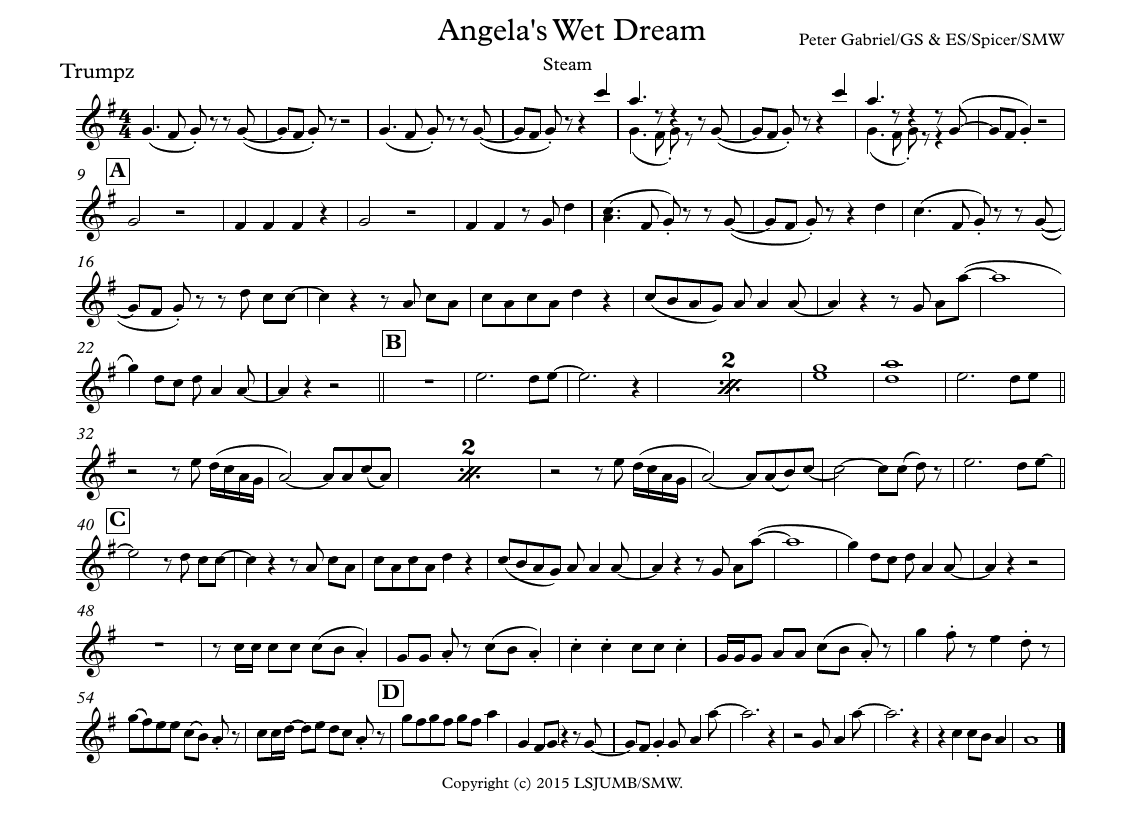 Angela's Wet Dream
Peter Gabriel/GS & ES/Spicer/SMW
Steam
Trumpz
4
4
9
A
16
22
B
2
32
2
40
C
48
54
D
Copyright (c) 2015 LSJUMB/SMW.